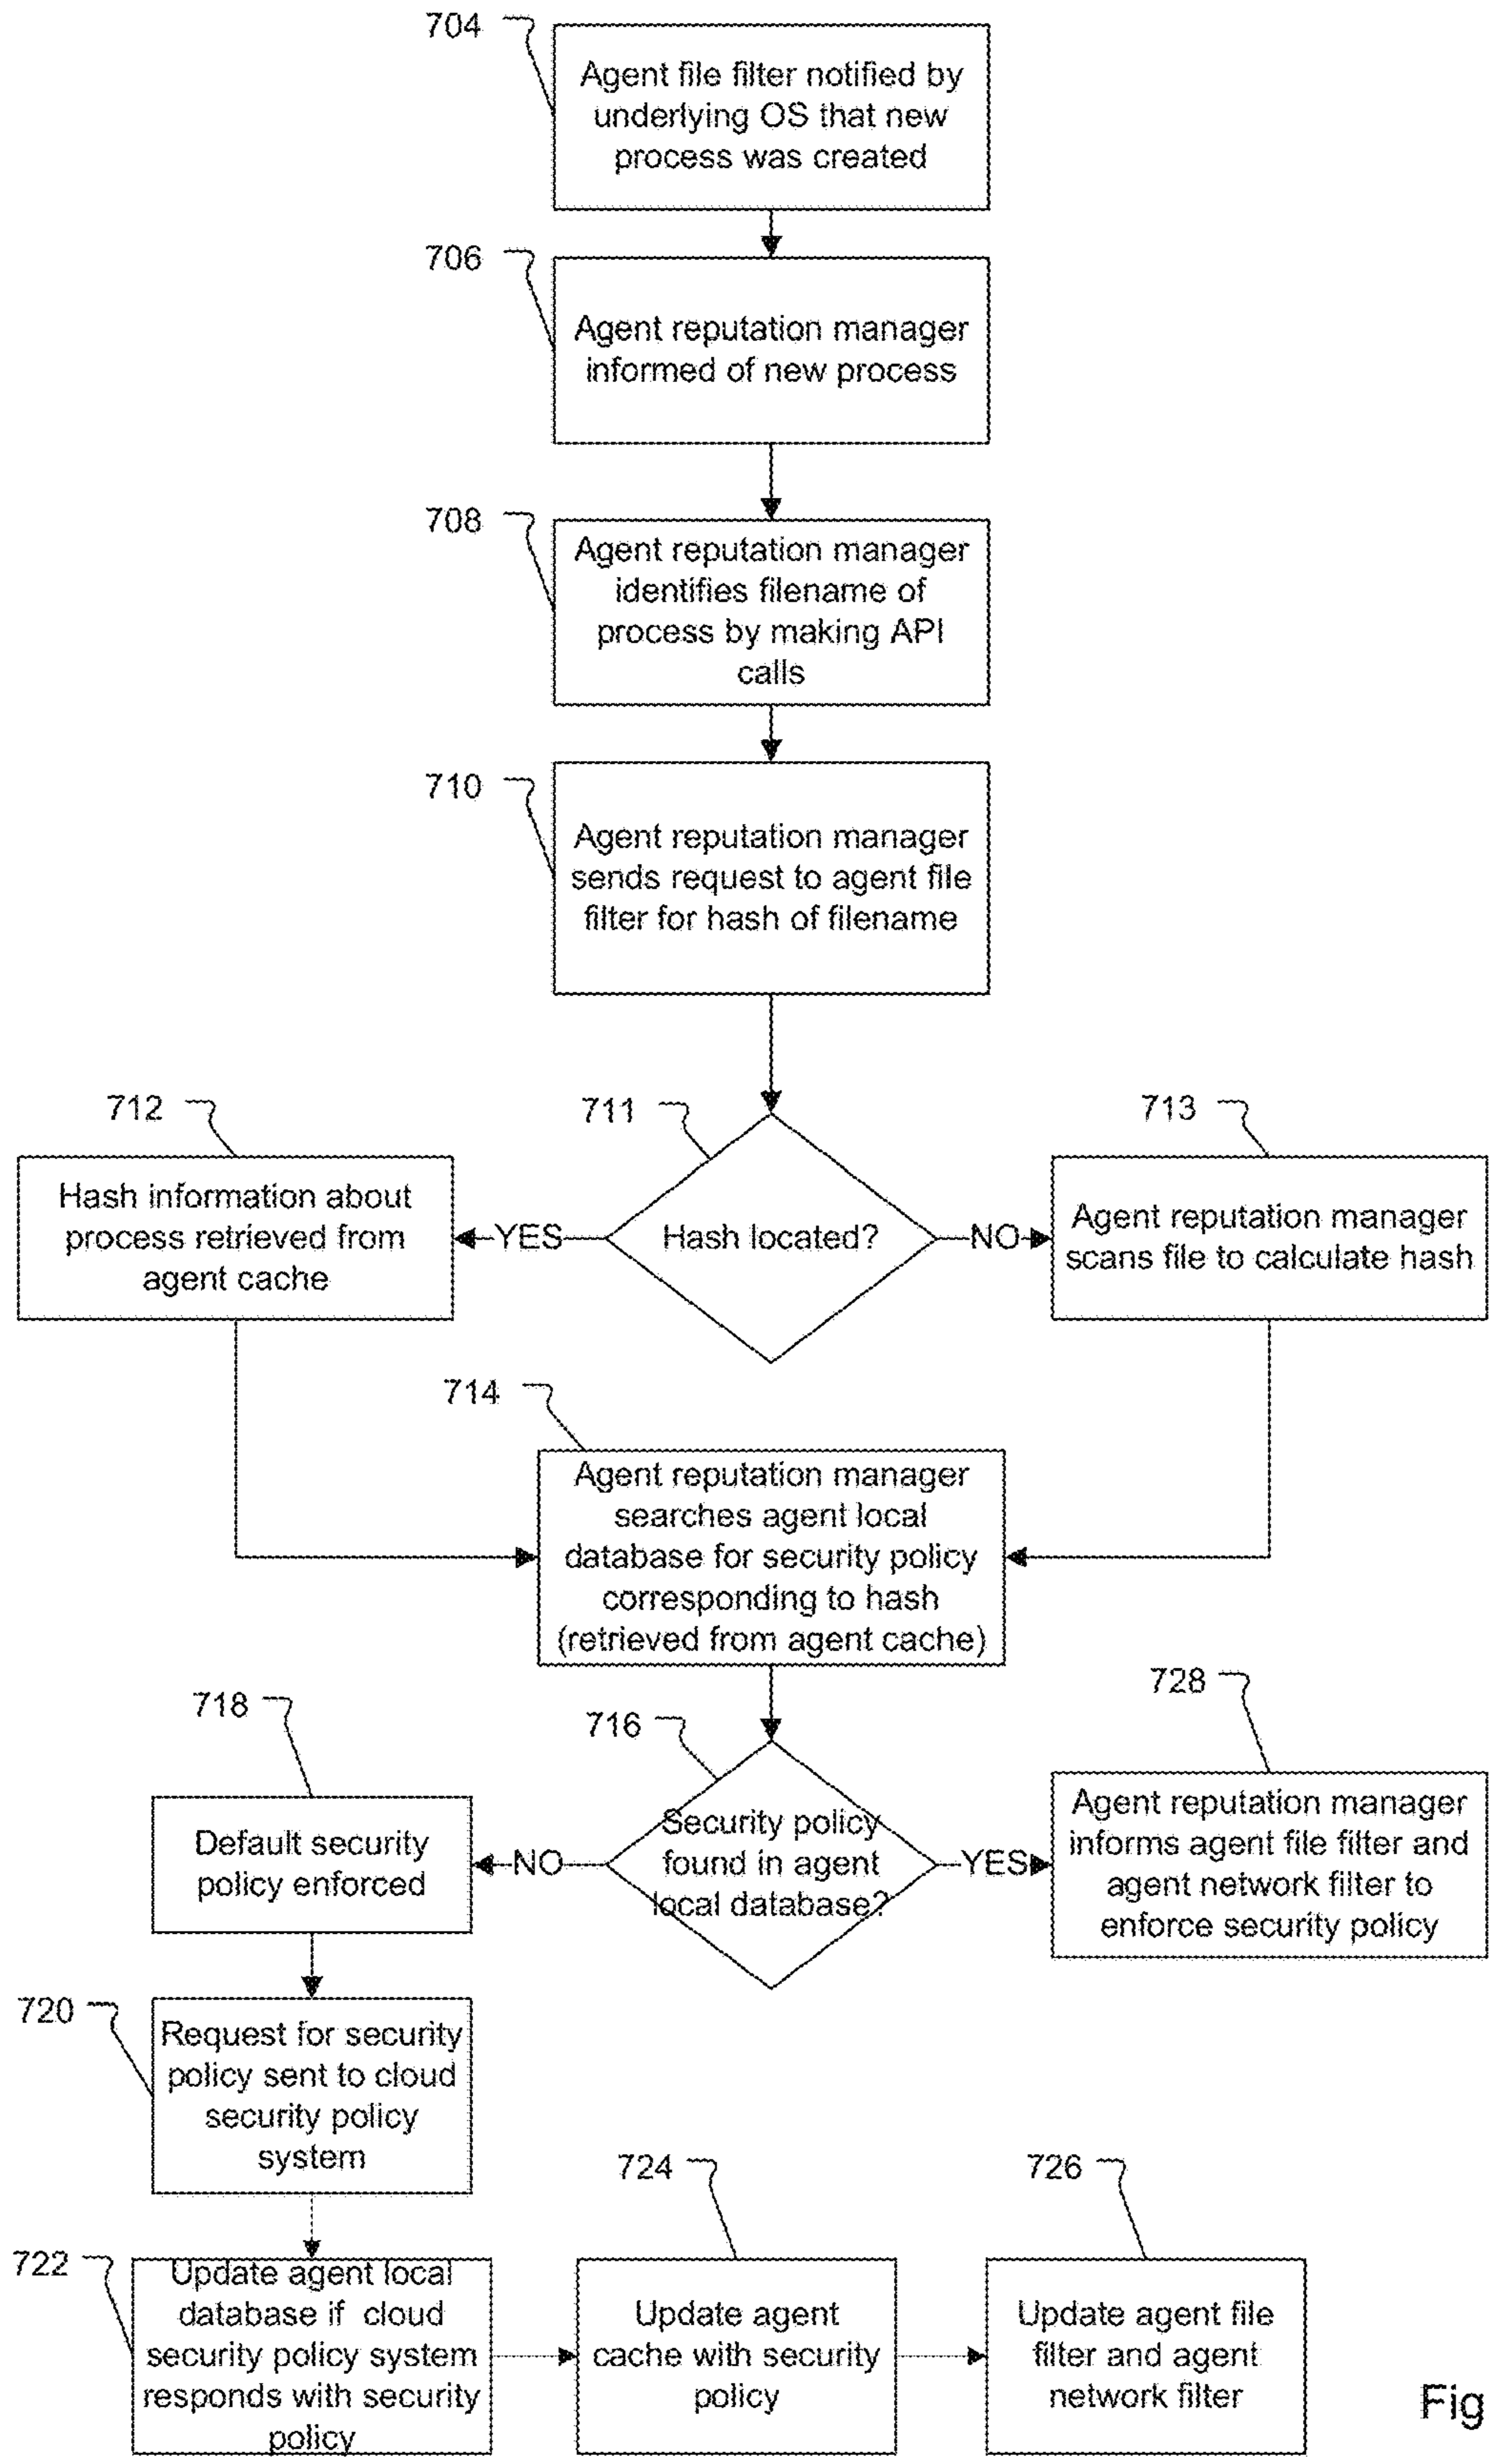 704
Agent file filter notified by
underlying OS that new
process was created
706
Agent reputation manager
informed of new process
708
Agent reputation manager
identifies filename of
process by making API
calls
710
Agent reputation manager
sends request to agent file
filter for hash of filename
711
Hash located?
YES
NO
712
Hash information about
process retrieved from
agent cache
713
Agent reputation manager
scans file to calculate hash
714
Agent reputation manager
searches agent local
database for security policy
corresponding to hash
(retrieved from agent cache)
716
Security policy
found in agent
local database?
NO
YES
718
Default security
policy enforced
728
Agent reputation manager
informs agent file filter and
agent network filter to
enforce security policy
720
Request for security
policy sent to cloud
security policy
system
722
Update agent local
database if cloud
security policy system
responds with security
policy
724
Update agent
cache with security
policy
726
Update agent file
filter and agent
network filter
Fig